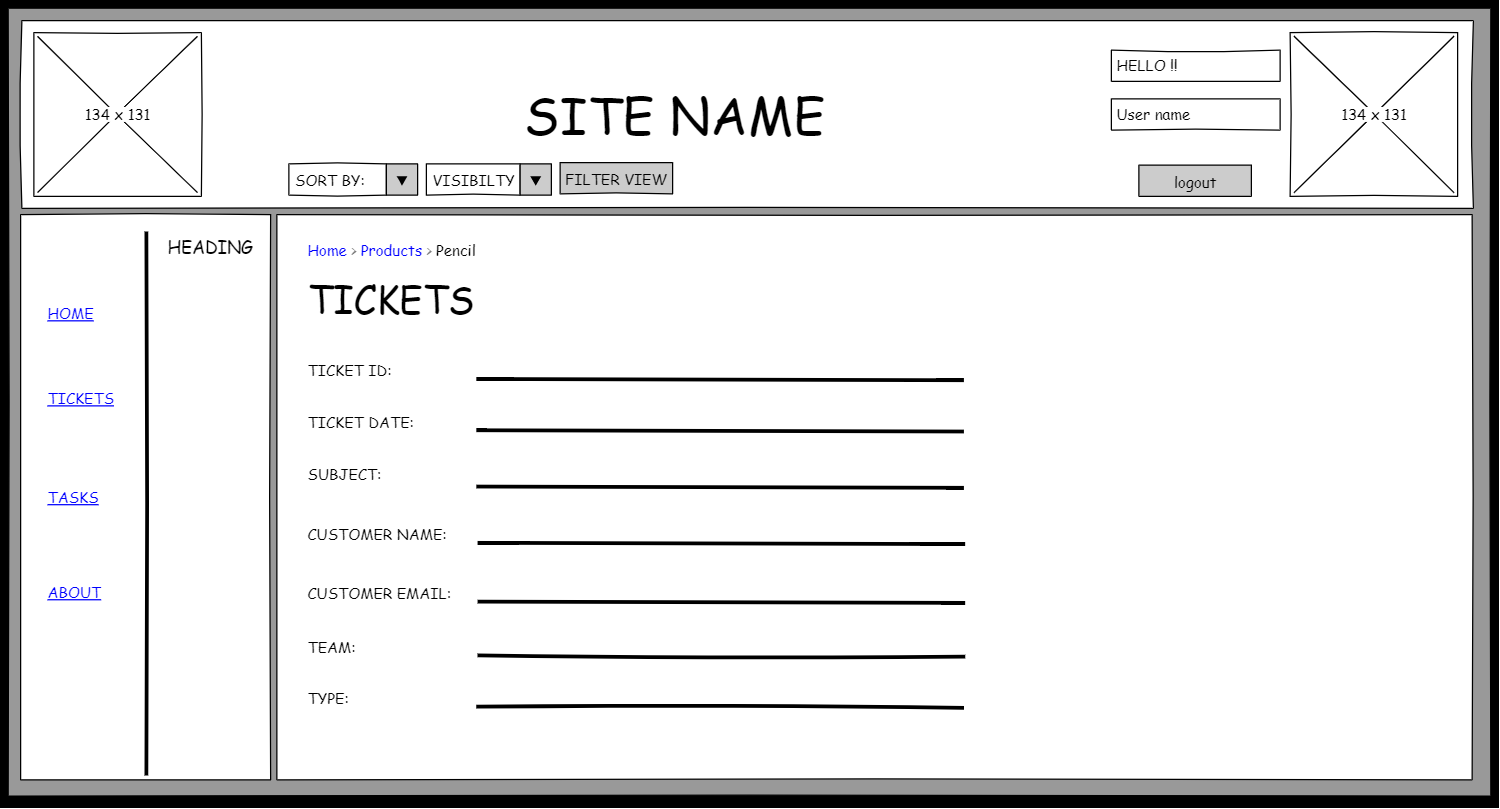 134 x 131
SITE NAME
HELLO !!
User name
134 x 131
SORT BY: ▼
VISIBILTY ▼
FILTER VIEW
logout
HEADING
HOME
TICKETS
TASKS
ABOUT
Home > Products > Pencil
TICKETS
TICKET ID:
TICKET DATE:
SUBJECT:
CUSTOMER NAME:
CUSTOMER EMAIL:
TEAM:
TYPE: